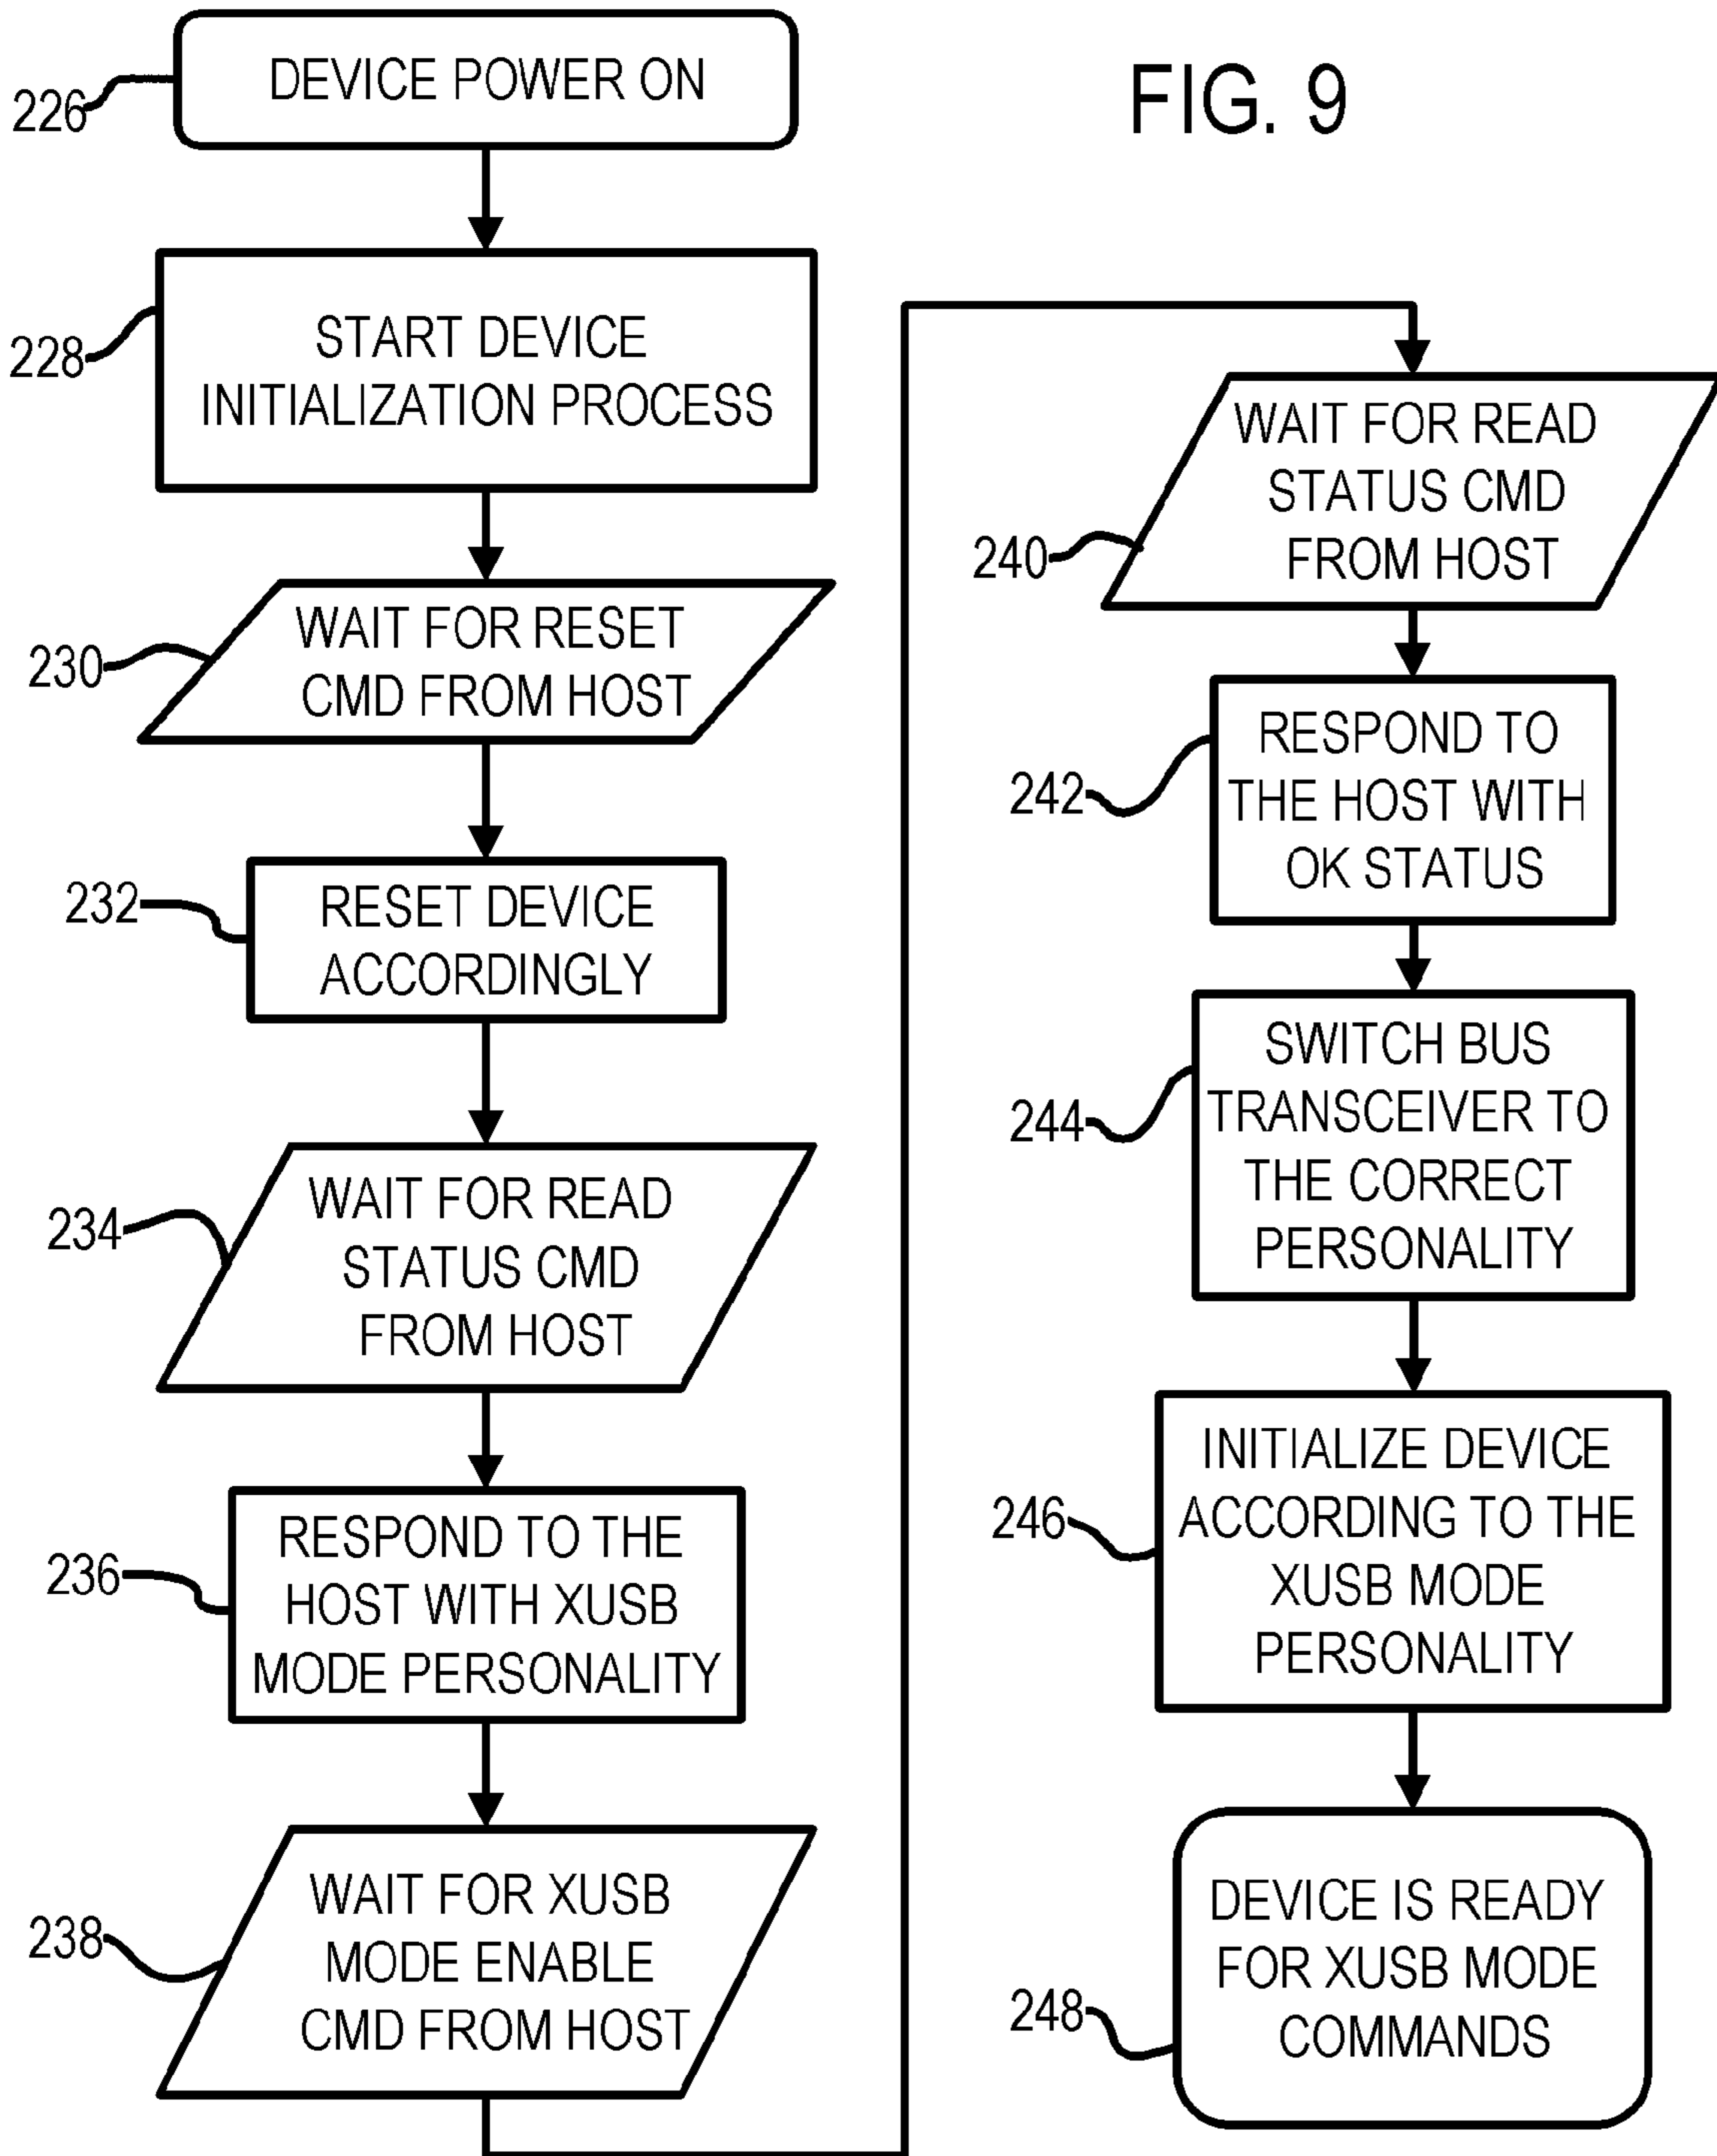 FIG. 9
226
DEVICE POWER ON
228
START DEVICE
INITIALIZATION PROCESS
230
WAIT FOR RESET
CMD FROM HOST
232
RESET DEVICE
ACCORDINGLY
234
WAIT FOR READ
STATUS CMD
FROM HOST
236
RESPOND TO THE
HOST WITH XUSB
MODE PERSONALITY
238
WAIT FOR XUSB
MODE ENABLE
CMD FROM HOST
240
WAIT FOR READ
STATUS CMD
FROM HOST
242
RESPOND TO
THE HOST WITH
OK STATUS
244
SWITCH BUS
TRANSCEIVER TO
THE CORRECT
PERSONALITY
246
INITIALIZE DEVICE
ACCORDING TO THE
XUSB MODE
PERSONALITY
248
DEVICE IS READY
FOR XUSB MODE
COMMANDS